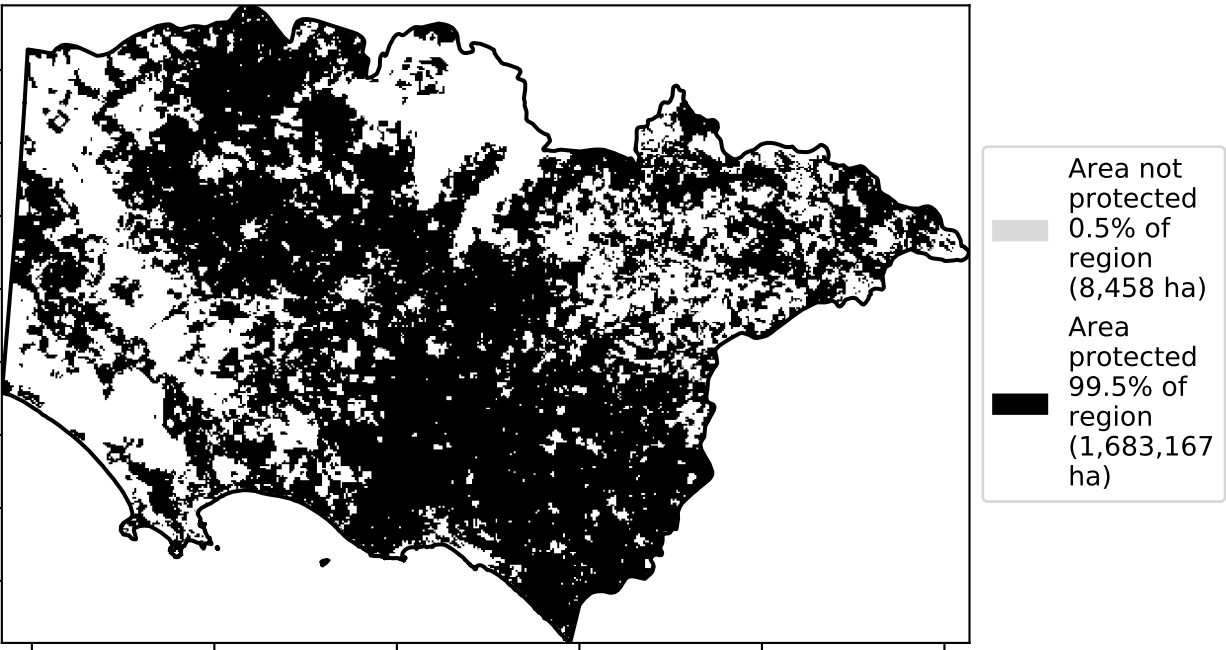 Area not
protected
0.5% of
region
(8,458 ha)
Area
protected
99.5% of
region
(1,683,167
ha)